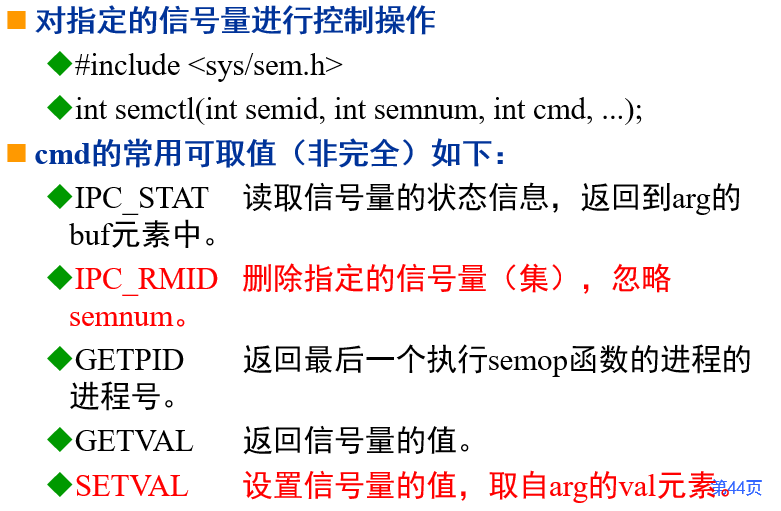 对指定的信号量进行控制操作
#include <sys/sem.h>
int semctl(int semid, int semnum, int cmd, ...);
cmd的常用可取值（非完全）如下：
IPC_STAT 读取信号量的状态信息，返回到arg的
buf元素中。
IPC_RMID 删除指定的信号量（集），忽略
semnum。
GETPID 返回最后一个执行semop函数的进程的
进程号。
GETVAL 返回信号量的值。
SETVAL 设置信号量的值，取自arg的val元素。
第44页